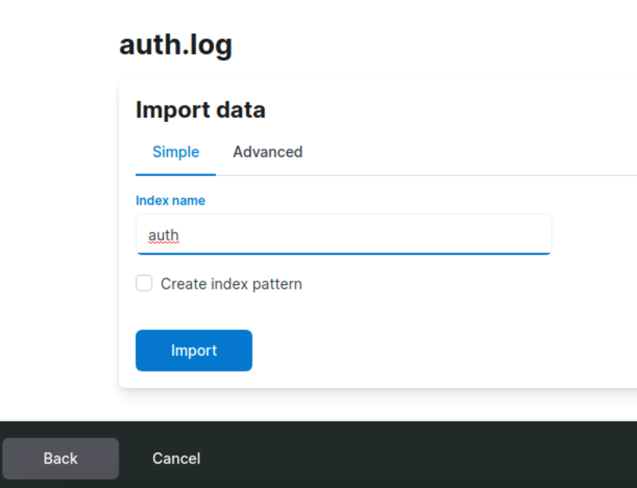 auth.log
Import data
Simple Advanced
Index name
auth
Create index pattern
Import
Back Cancel